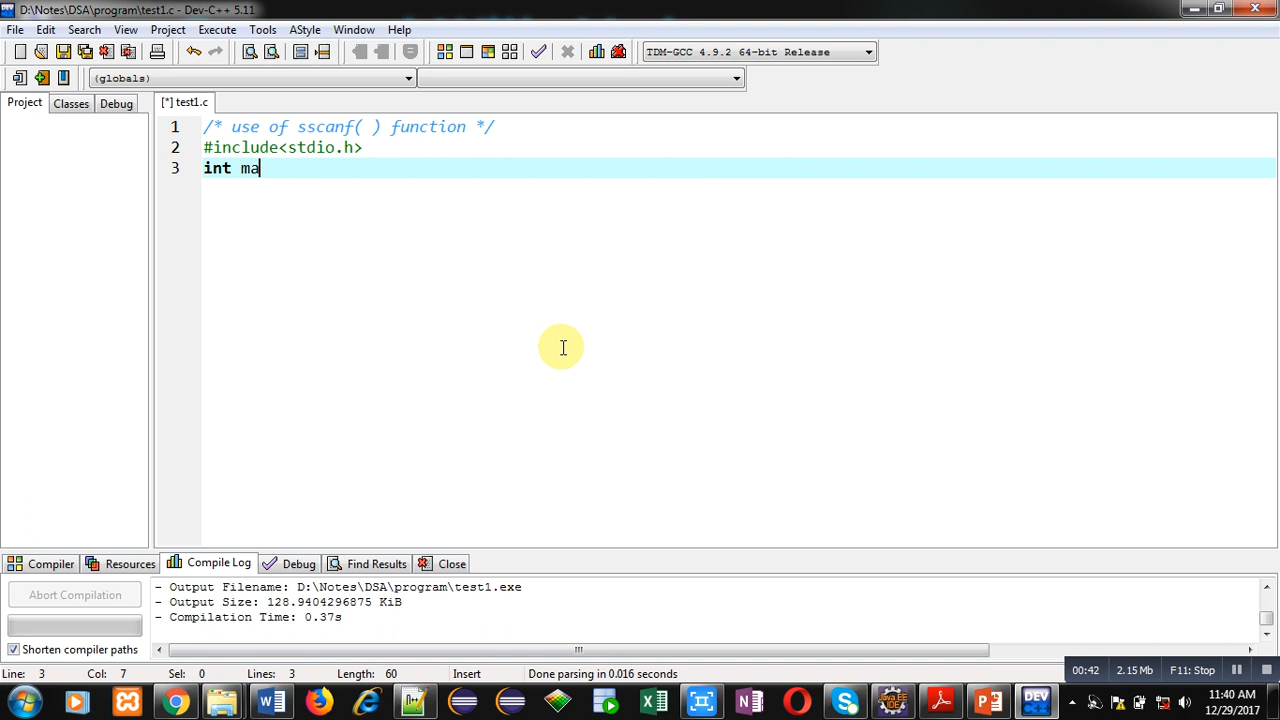 D:\Notes\DSA\program\test1.c - Dev-C++ 5.11
File Edit Search View Project Execute Tools AStyle Window Help
TDM-GCC 4.9.2 64-bit Release
(globals)
Project Classes Debug
[*] test1.c
1 /* use of sscanf( ) function */
2 #include<stdio.h>
3 int ma
Compiler Resources Compile Log Debug Find Results Close
Abort Compilation
Shorten compiler paths
- Output Filename: D:\Notes\DSA\program\test1.exe
- Output Size: 128.9404296875 KiB
- Compilation Time: 0.37s
Line: 3 Col: 7 Sel: 0 Lines: 3 Length: 60 Insert Done parsing in 0.016 seconds
00:42 2.15 Mb F11: Stop
DEV
11:40 AM
12/29/2017